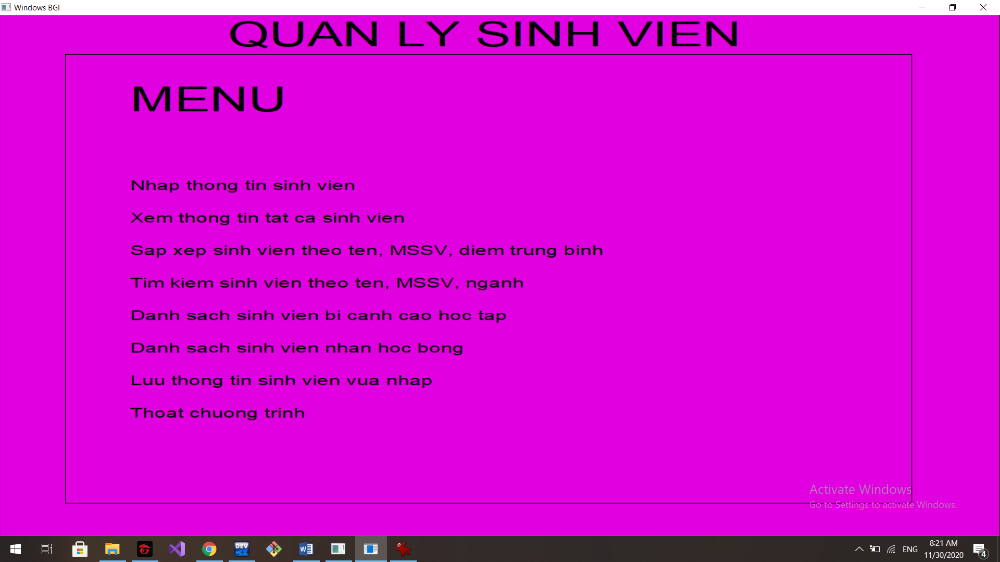 Windows BGI
QUAN LY SINH VIEN
MENU
Nhap thong tin sinh vien
Xem thong tin tat ca sinh vien
Sap xep sinh vien theo ten, MSSV, diem trung binh
Tim kiem sinh vien theo ten, MSSV, nganh
Danh sach sinh vien bi canh cao hoc tap
Danh sach sinh vien nhan hoc bong
Luu thong tin sinh vien vua nhap
Thoat chuong trinh
Activate Windows
Go to Settings to activate Windows.
DEV
C++
W
ENG
8:21 AM
11/30/2020
4